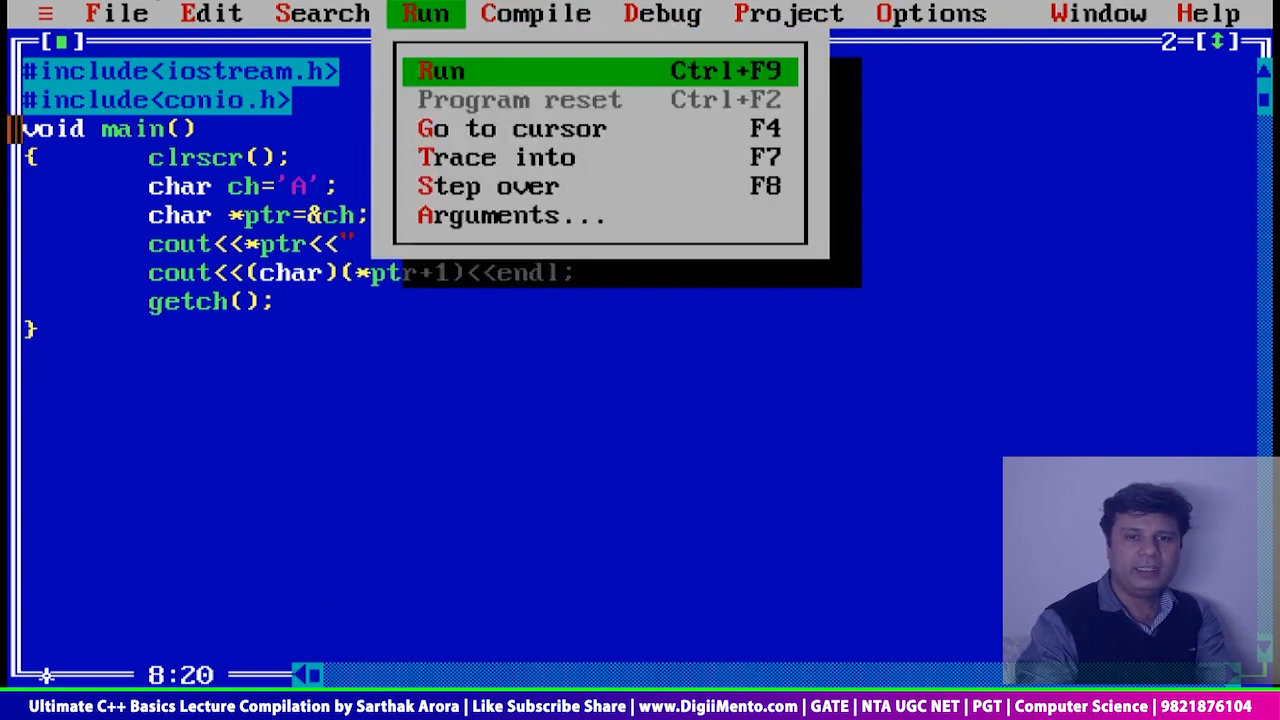 ≡ File Edit Search Run Compile Debug Project Options Window Help
[■] 2=[↕]
#include<iostream.h>
#include<conio.h>
void main()
{ clrscr();
char ch='A';
char *ptr=&ch;
cout<<*ptr<<"
cout<<(char)(*ptr+1)<<endl;
getch();
}
Run Ctrl+F9
Program reset Ctrl+F2
Go to cursor F4
Trace into F7
Step over F8
Arguments...
8:20
Ultimate C++ Basics Lecture Compilation by Sarthak Arora | Like Subscribe Share | www.DigiiMento.com | GATE | NTA UGC NET | PGT | Computer Science | 9821876104